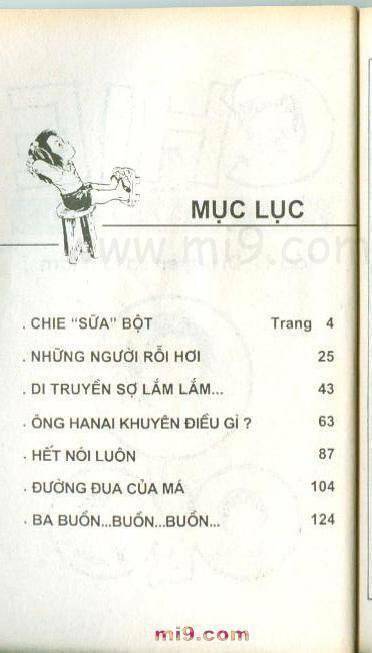 MỤC LỤC
www.mi9.com
. CHIE “SỮA” BỘT Trang 4
. NHỮNG NGƯỜI RỖI HƠI 25
. DI TRUYỀN SỢ LẮM LẮM... 43
. ÔNG HANAI KHUYÊN ĐIỀU GÌ ? 63
. HẾT NÓI LUÔN 87
. ĐƯỜNG ĐUA CỦA MÁ 104
. BA BUỒN...BUỒN...BUỒN... 124
mi9.com